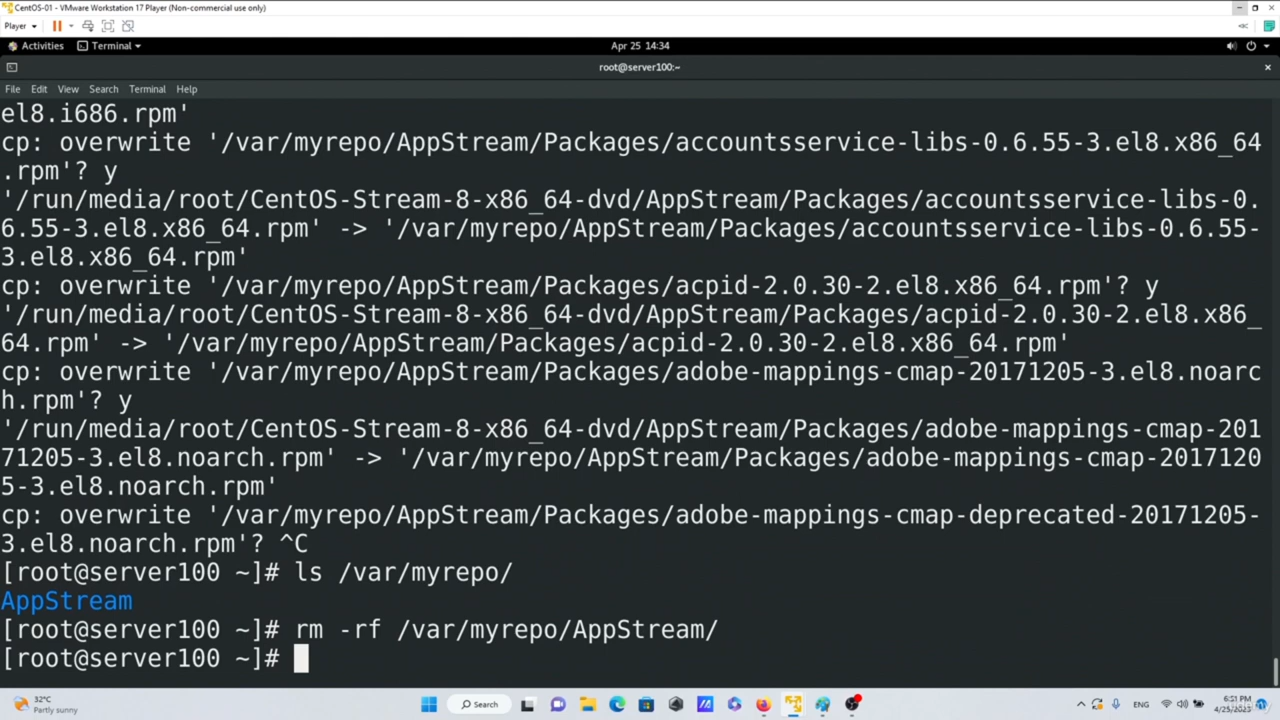 CentOS-01 - VMware Workstation 17 Player (Non-commercial use only)
Player
Activities Terminal Apr 25 14:34
root@server100:~
File Edit View Search Terminal Help
el8.i686.rpm'
cp: overwrite '/var/myrepo/AppStream/Packages/accountsservice-libs-0.6.55-3.el8.x86_64
.rpm'? y
'/run/media/root/CentOS-Stream-8-x86_64-dvd/AppStream/Packages/accountsservice-libs-0.
6.55-3.el8.x86_64.rpm' -> '/var/myrepo/AppStream/Packages/accountsservice-libs-0.6.55-
3.el8.x86_64.rpm'
cp: overwrite '/var/myrepo/AppStream/Packages/acpid-2.0.30-2.el8.x86_64.rpm'? y
'/run/media/root/CentOS-Stream-8-x86_64-dvd/AppStream/Packages/acpid-2.0.30-2.el8.x86_
64.rpm' -> '/var/myrepo/AppStream/Packages/acpid-2.0.30-2.el8.x86_64.rpm'
cp: overwrite '/var/myrepo/AppStream/Packages/adobe-mappings-cmap-20171205-3.el8.noarc
h.rpm'? y
'/run/media/root/CentOS-Stream-8-x86_64-dvd/AppStream/Packages/adobe-mappings-cmap-201
71205-3.el8.noarch.rpm' -> '/var/myrepo/AppStream/Packages/adobe-mappings-cmap-2017120
5-3.el8.noarch.rpm'
cp: overwrite '/var/myrepo/AppStream/Packages/adobe-mappings-cmap-deprecated-20171205-
3.el8.noarch.rpm'? ^C
[root@server100 ~]# ls /var/myrepo/
AppStream
[root@server100 ~]# rm -rf /var/myrepo/AppStream/
[root@server100 ~]#
32°C
Partly sunny
Search
ENG
6:21 PM
4/25/2023